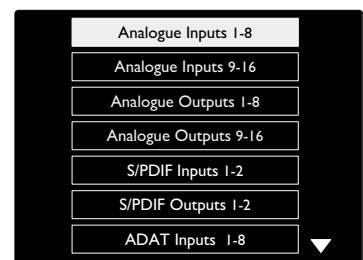 Analogue Inputs 1-8
Analogue Inputs 9-16
Analogue Outputs 1-8
Analogue Outputs 9-16
S/PDIF Inputs 1-2
S/PDIF Outputs 1-2
ADAT Inputs 1-8